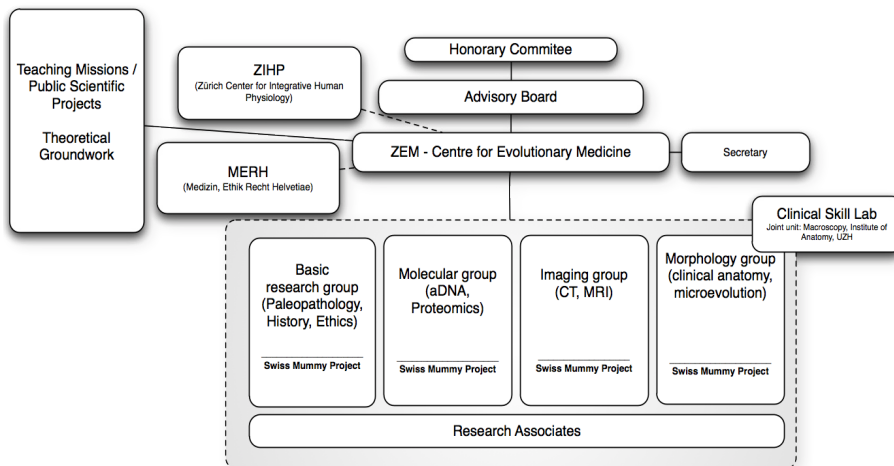 Teaching Missions /
Public Scientific
Projects
Theoretical
Groundwork
ZIHP
(Zürich Center for Integrative Human
Physiology)
MERH
(Medizin, Ethik Recht Helvetiae)
Honorary Commitee
Advisory Board
ZEM - Centre for Evolutionary Medicine
Secretary
Clinical Skill Lab
Joint unit: Macroscopy, Institute of
Anatomy, UZH
Basic
research group
(Paleopathology,
History, Ethics)
Swiss Mummy Project
Molecular group
(aDNA,
Proteomics)
Swiss Mummy Project
Imaging group
(CT, MRI)
Swiss Mummy Project
Morphology group
(clinical anatomy,
microevolution)
Swiss Mummy Project
Research Associates